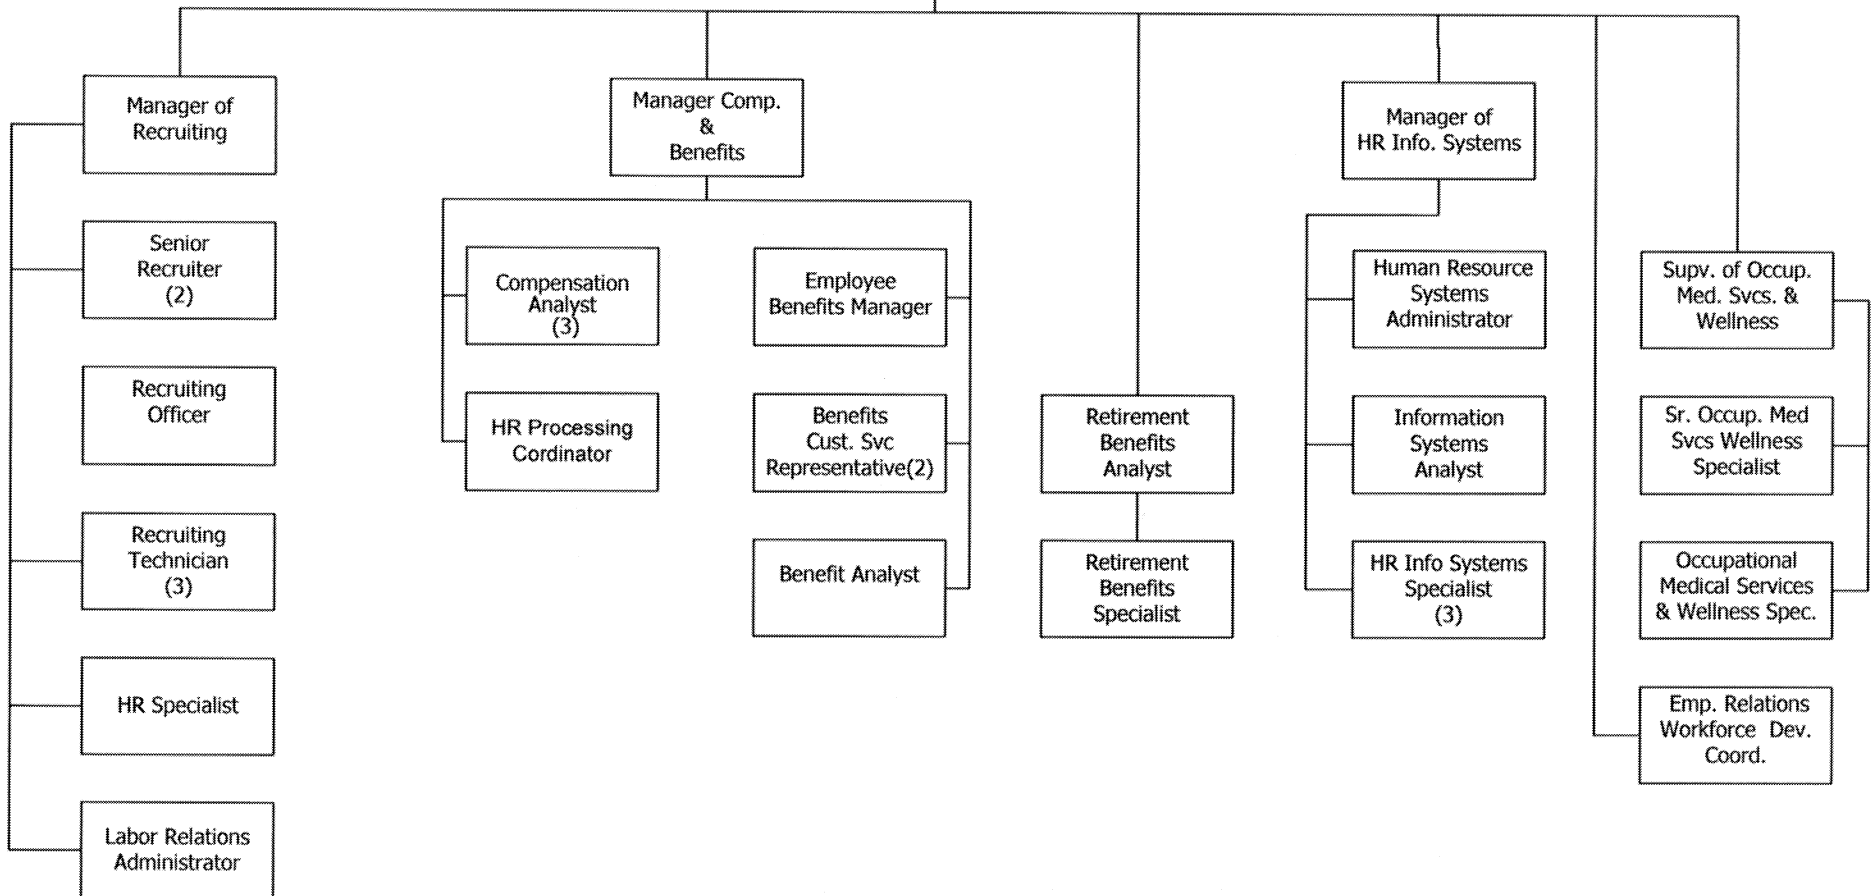 Manager of
Recruiting
Senior
Recruiter
(2)
Recruiting
Officer
Recruiting
Technician
(3)
HR Specialist
Labor Relations
Administrator
Manager Comp.
&
Benefits
Compensation
Analyst
(3)
HR Processing
Cordinator
Employee
Benefits Manager
Benefits
Cust. Svc
Representative(2)
Benefit Analyst
Retirement
Benefits
Analyst
Retirement
Benefits
Specialist
Manager of
HR Info. Systems
Human Resource
Systems
Administrator
Information
Systems
Analyst
HR Info Systems
Specialist
(3)
Supv. of Occup.
Med. Svcs. &
Wellness
Sr. Occup. Med
Svcs Wellness
Specialist
Occupational
Medical Services
& Wellness Spec.
Emp. Relations
Workforce  Dev.
Coord.